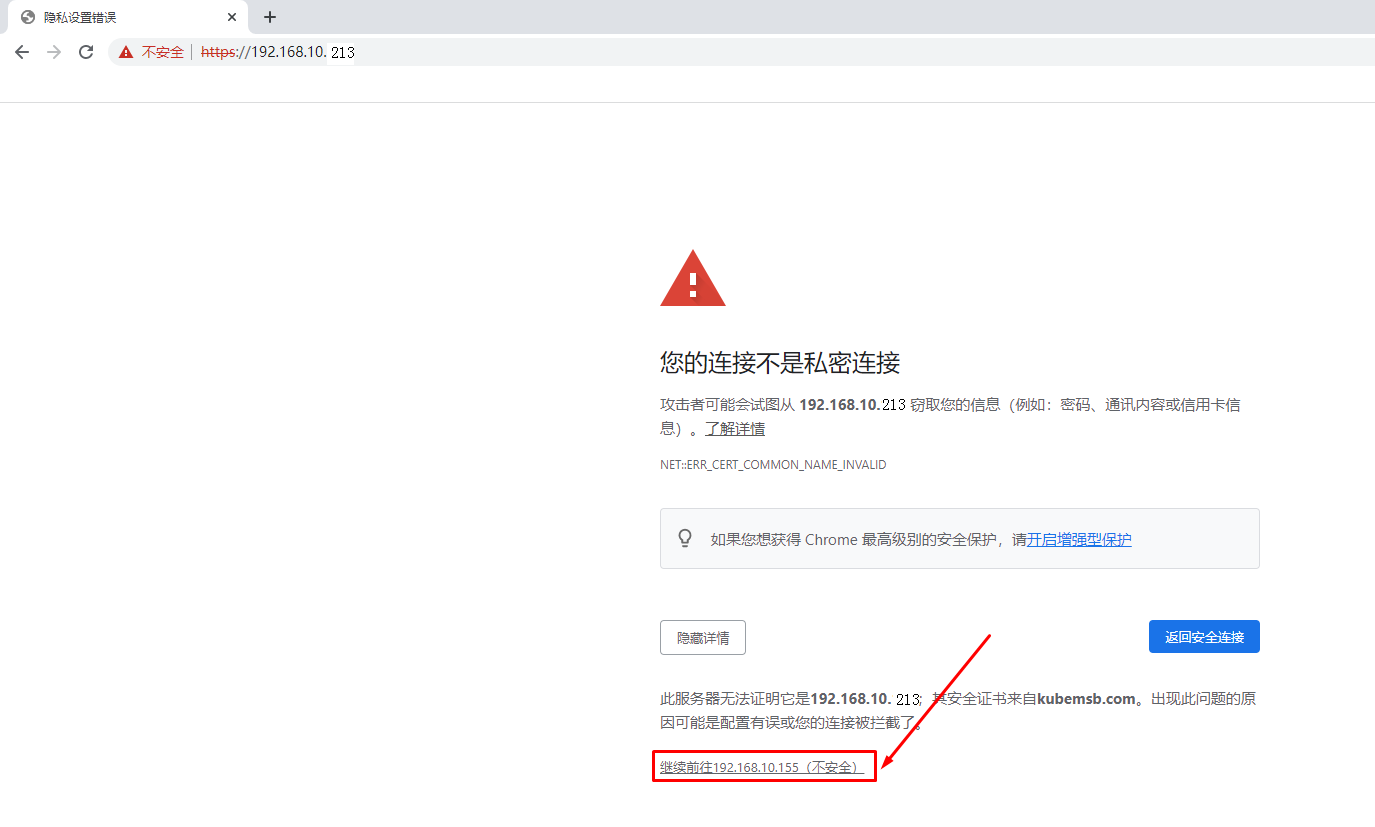 隐私设置错误
不安全 https://192.168.10. 213
您的连接不是私密连接
攻击者可能会试图从 192.168.10.213 窃取您的信息（例如：密码、通讯内容或信用卡信
息）。了解详情
NET::ERR_CERT_COMMON_NAME_INVALID
如果您想获得 Chrome 最高级别的安全保护，请开启增强型保护
隐藏详情
返回安全连接
此服务器无法证明它是192.168.10. 213；其安全证书来自kubemsb.com。出现此问题的原
因可能是配置有误或您的连接被拦截了。
继续前往192.168.10.155（不安全）